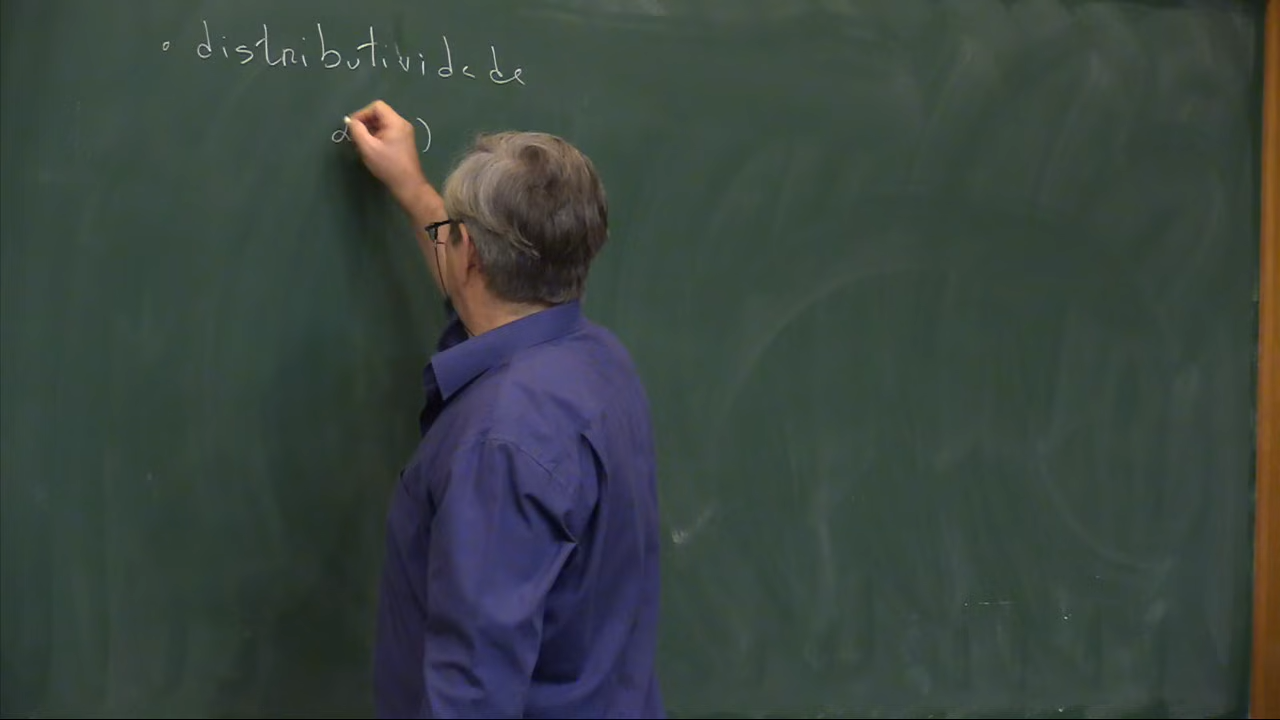 • distributividade
α )